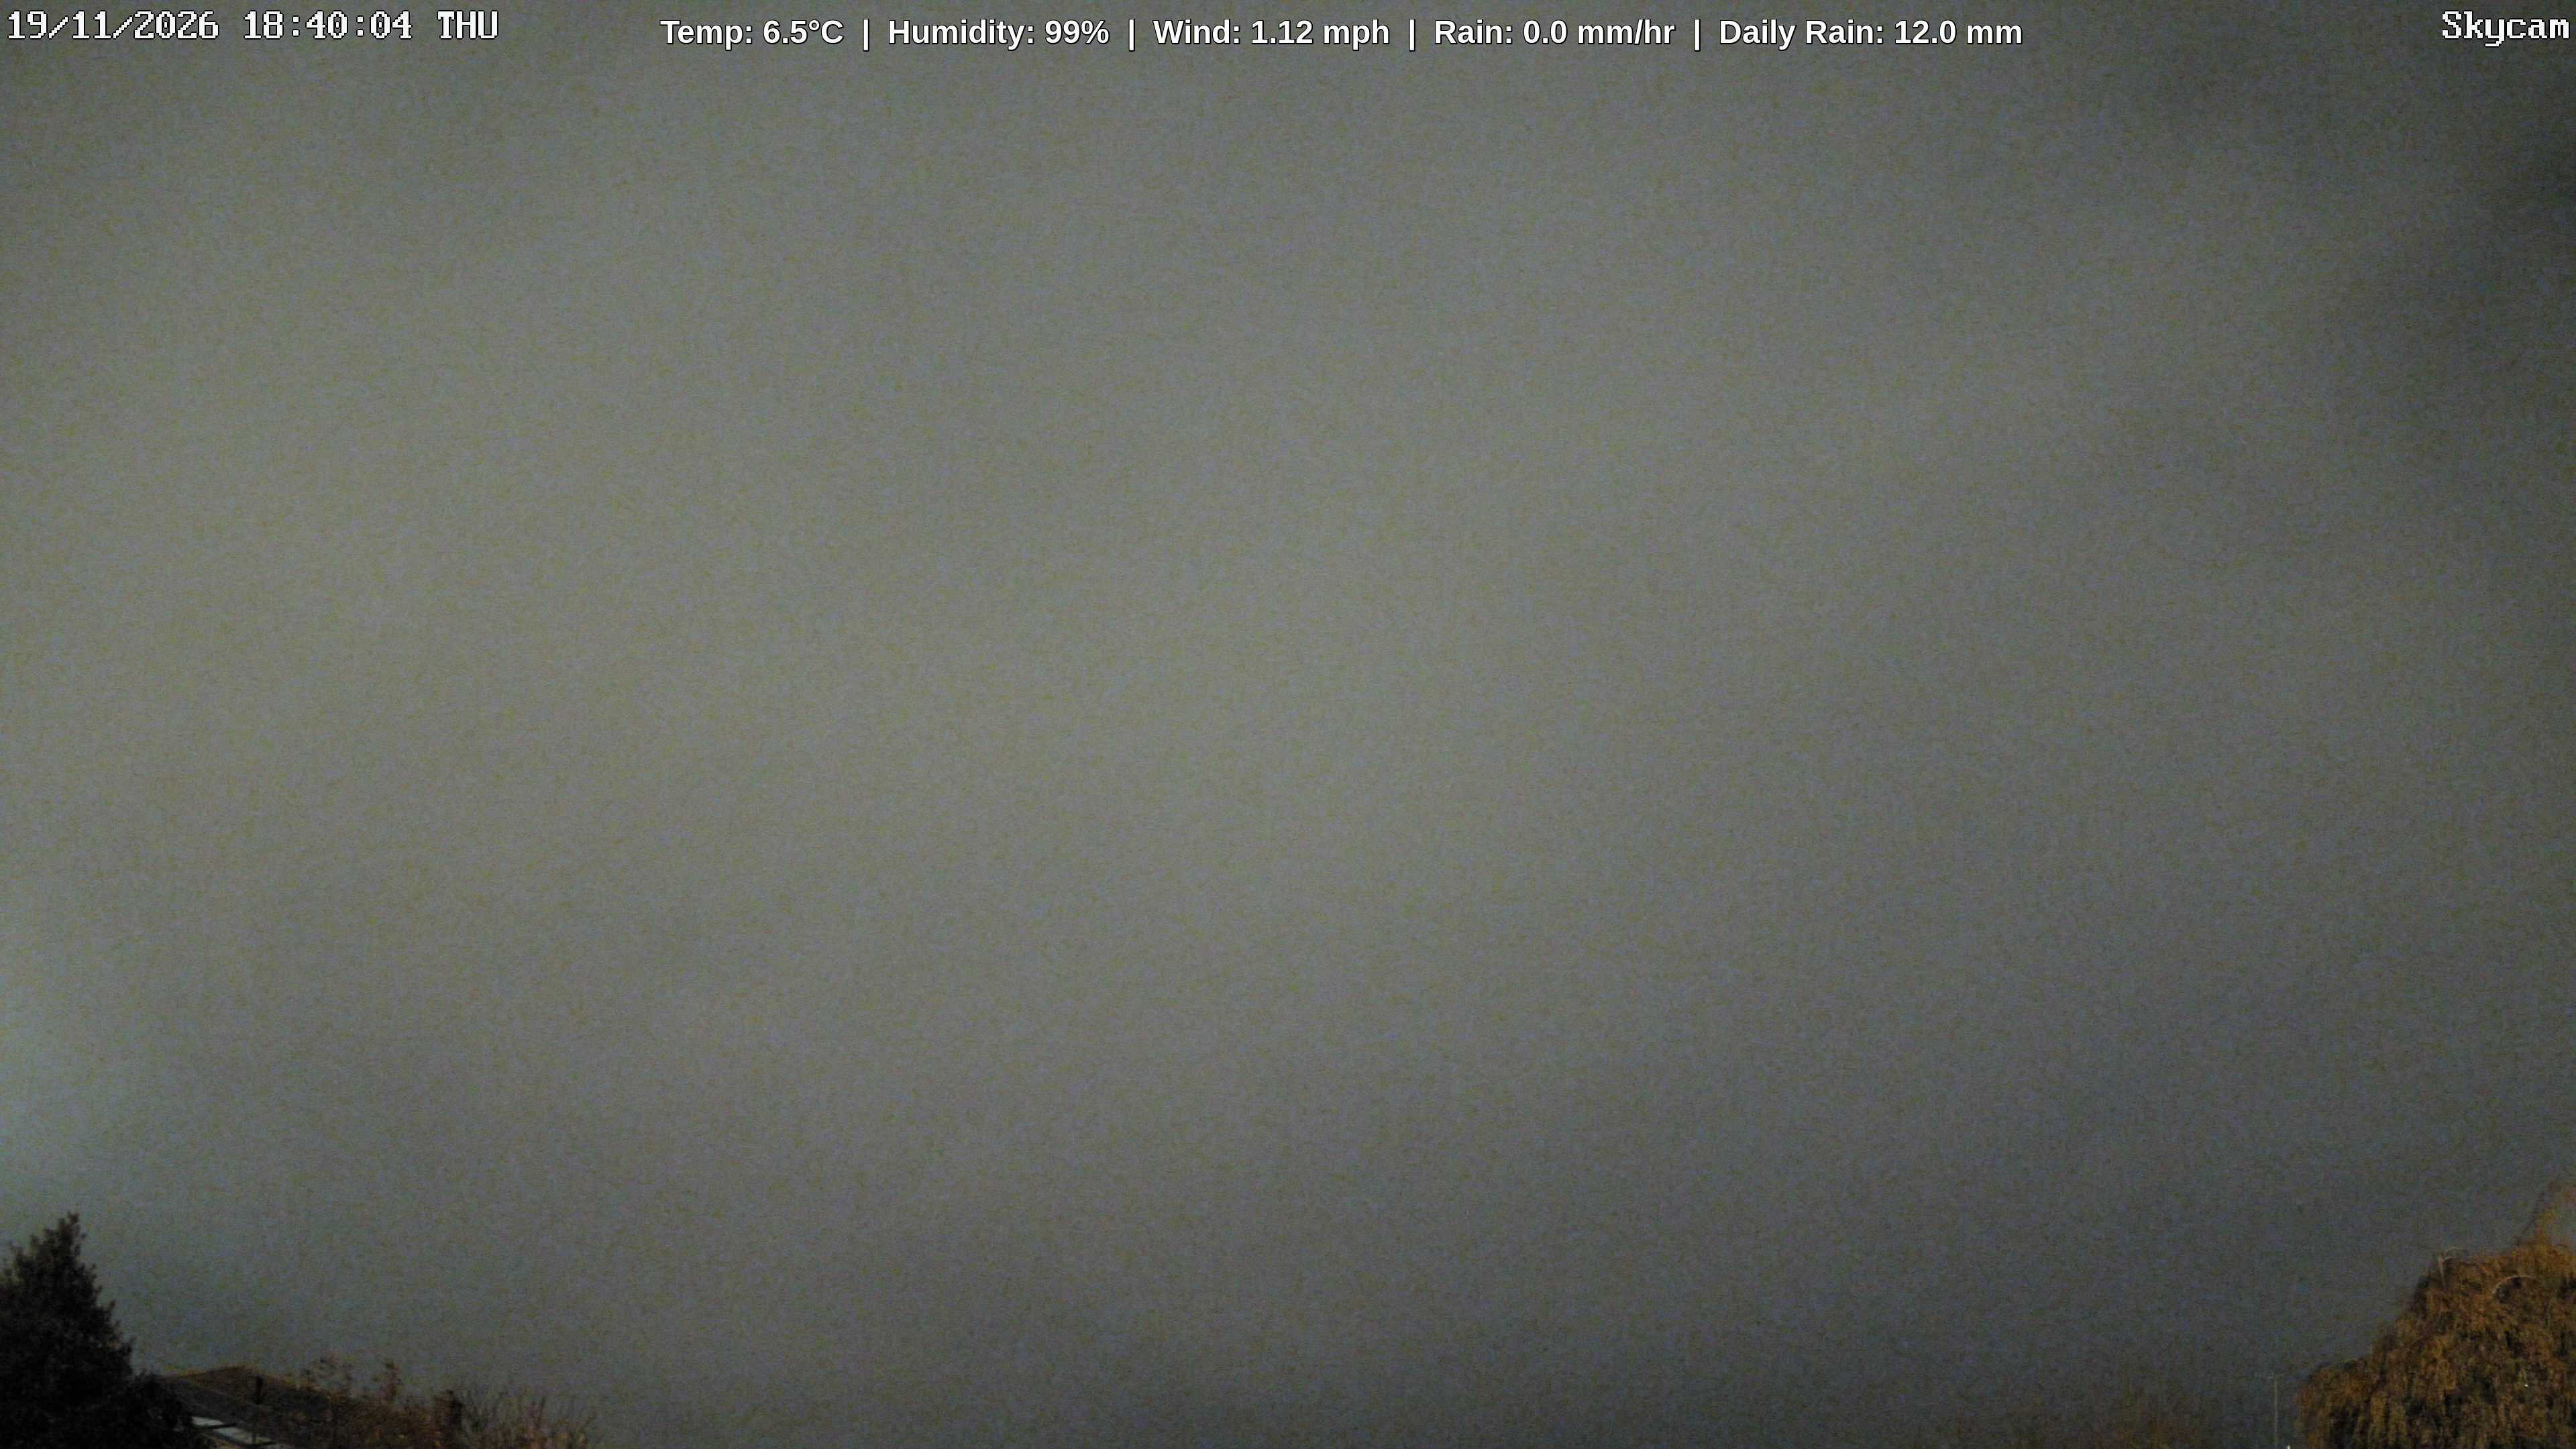 19/11/2026 18:40:04 THU
Temp: 6.5°C | Humidity: 99% | Wind: 1.12 mph | Rain: 0.0 mm/hr | Daily Rain: 12.0 mm
Skycam